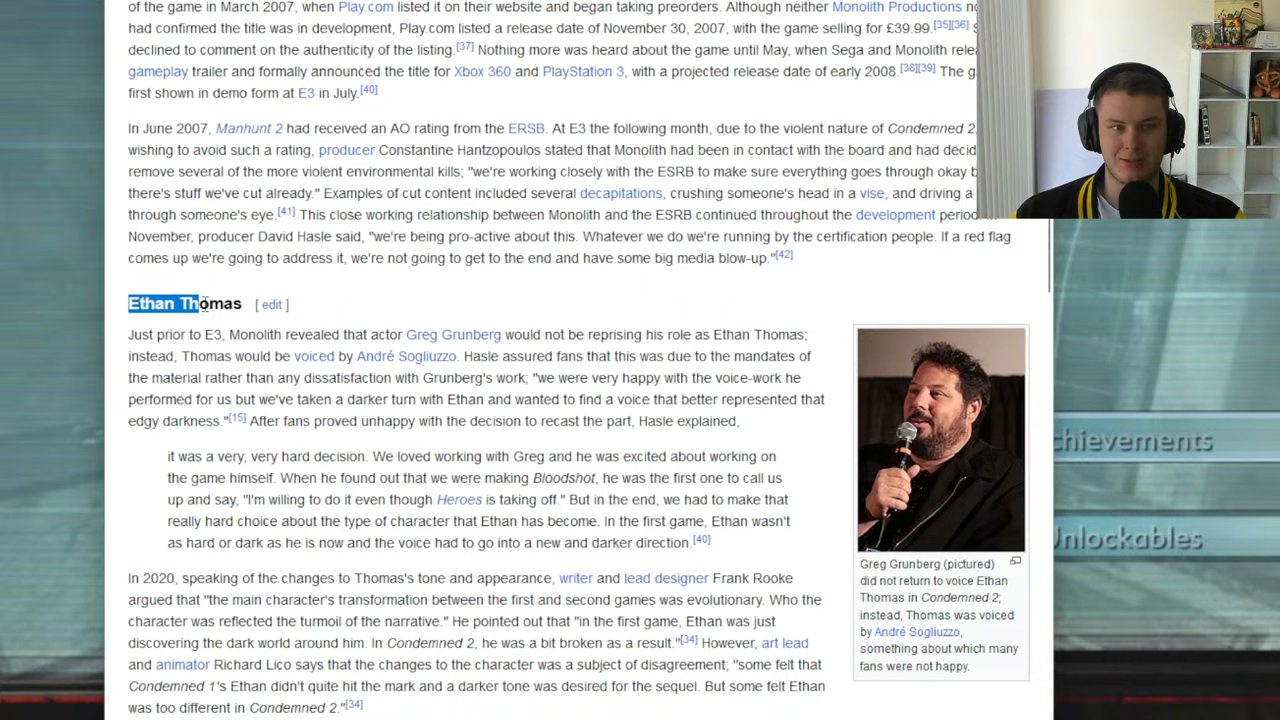 of the game in March 2007, when Play.com listed it on their website and began taking preorders. Although neither Monolith Productions
had confirmed the title was in development, Play.com listed a release date of November 30, 2007, with the game selling for £39.99.[35][36]
declined to comment on the authenticity of the listing.[37] Nothing more was heard about the game until May, when Sega and Monolith
gameplay trailer and formally announced the title for Xbox 360 and PlayStation 3, with a projected release date of early 2008.[38][39] The
first shown in demo form at E3 in July.[40]
In June 2007, Manhunt 2 had received an AO rating from the ERSB. At E3 the following month, due to the violent nature of Condemned 2
wishing to avoid such a rating, producer Constantine Hantzopoulos stated that Monolith had been in contact with the board and had
remove several of the more violent environmental kills; "we're working closely with the ESRB to make sure everything goes through okay
there's stuff we've cut already." Examples of cut content included several decapitations, crushing someone's head in a vise, and driving a
through someone's eye.[41] This close working relationship between Monolith and the ESRB continued throughout the development
November, producer David Hasle said, "we're being pro-active about this. Whatever we do we're running by the certification people. If a red flag
comes up we're going to address it, we're not going to get to the end and have some big media blow-up."[42]
Ethan Thomas [ edit ]
Just prior to E3, Monolith revealed that actor Greg Grunberg would not be reprising his role as Ethan Thomas;
instead, Thomas would be voiced by André Sogliuzzo. Hasle assured fans that this was due to the mandates of
the material rather than any dissatisfaction with Grunberg's work; "we were very happy with the voice-work he
performed for us but we've taken a darker turn with Ethan and wanted to find a voice that better represented that
edgy darkness."[15] After fans proved unhappy with the decision to recast the part, Hasle explained,
it was a very, very hard decision. We loved working with Greg and he was excited about working on
the game himself. When he found out that we were making Bloodshot, he was the first one to call us
up and say, "I'm willing to do it even though Heroes is taking off." But in the end, we had to make that
really hard choice about the type of character that Ethan has become. In the first game, Ethan wasn't
as hard or dark as he is now and the voice had to go into a new and darker direction.[40]
In 2020, speaking of the changes to Thomas's tone and appearance, writer and lead designer Frank Rooke
argued that "the main character's transformation between the first and second games was evolutionary. Who the
character was reflected the turmoil of the narrative." He pointed out that "in the first game, Ethan was just
discovering the dark world around him. In Condemned 2, he was a bit broken as a result."[34] However, art lead
and animator Richard Lico says that the changes to the character was a subject of disagreement; "some felt that
Condemned 1's Ethan didn't quite hit the mark and a darker tone was desired for the sequel. But some felt Ethan
was too different in Condemned 2."[34]
Greg Grunberg (pictured)
did not return to voice Ethan
Thomas in Condemned 2;
instead, Thomas was voiced
by André Sogliuzzo,
something about which many
fans were not happy.
chievements
Unlockables